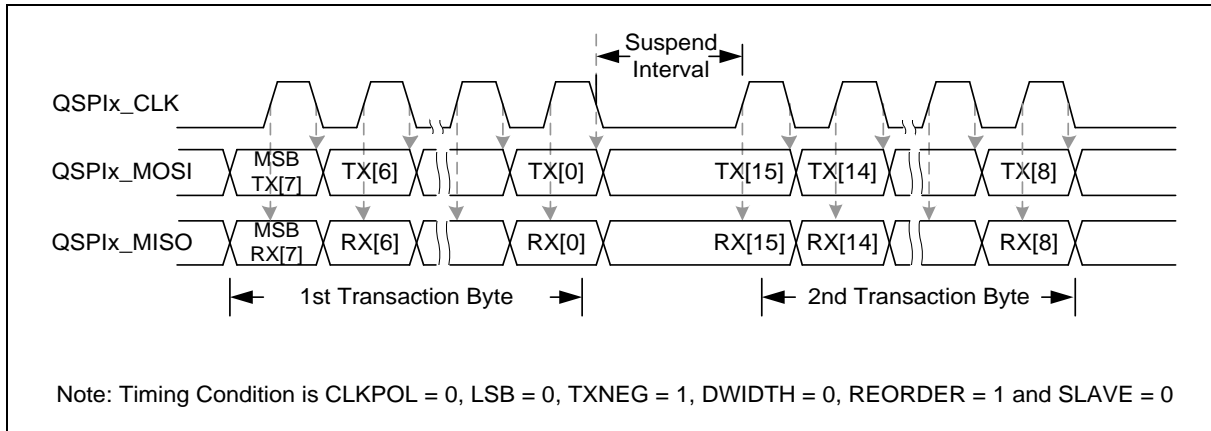 Suspend
Interval
QSPIx_CLK
QSPIx_MOSI
MSB
TX[7]
TX[6]
TX[0]
TX[15]
TX[14]
TX[8]
QSPIx_MISO
MSB
RX[7]
RX[6]
RX[0]
RX[15]
RX[14]
RX[8]
1st Transaction Byte
2nd Transaction Byte
Note: Timing Condition is CLKPOL = 0, LSB = 0, TXNEG = 1, DWIDTH = 0, REORDER = 1 and SLAVE = 0